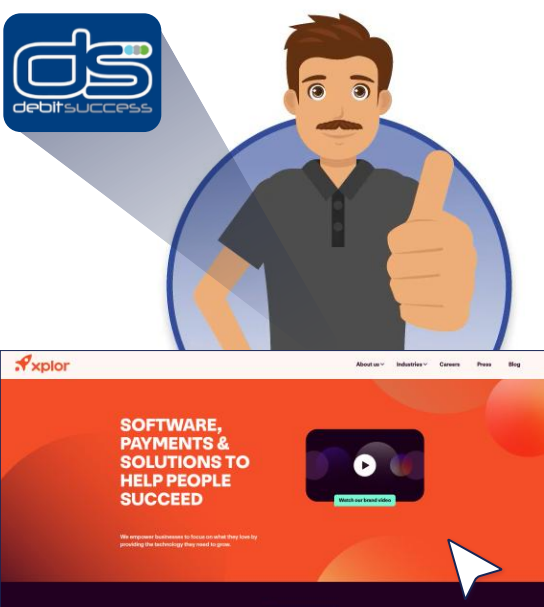 ds
debitsuccess
xplor
About us
Industries
Careers
Press
Blog
SOFTWARE,
PAYMENTS &
SOLUTIONS TO
HELP PEOPLE
SUCCEED
Watch our brand video
We empower businesses to focus on what they love by
providing the technology they need to grow.